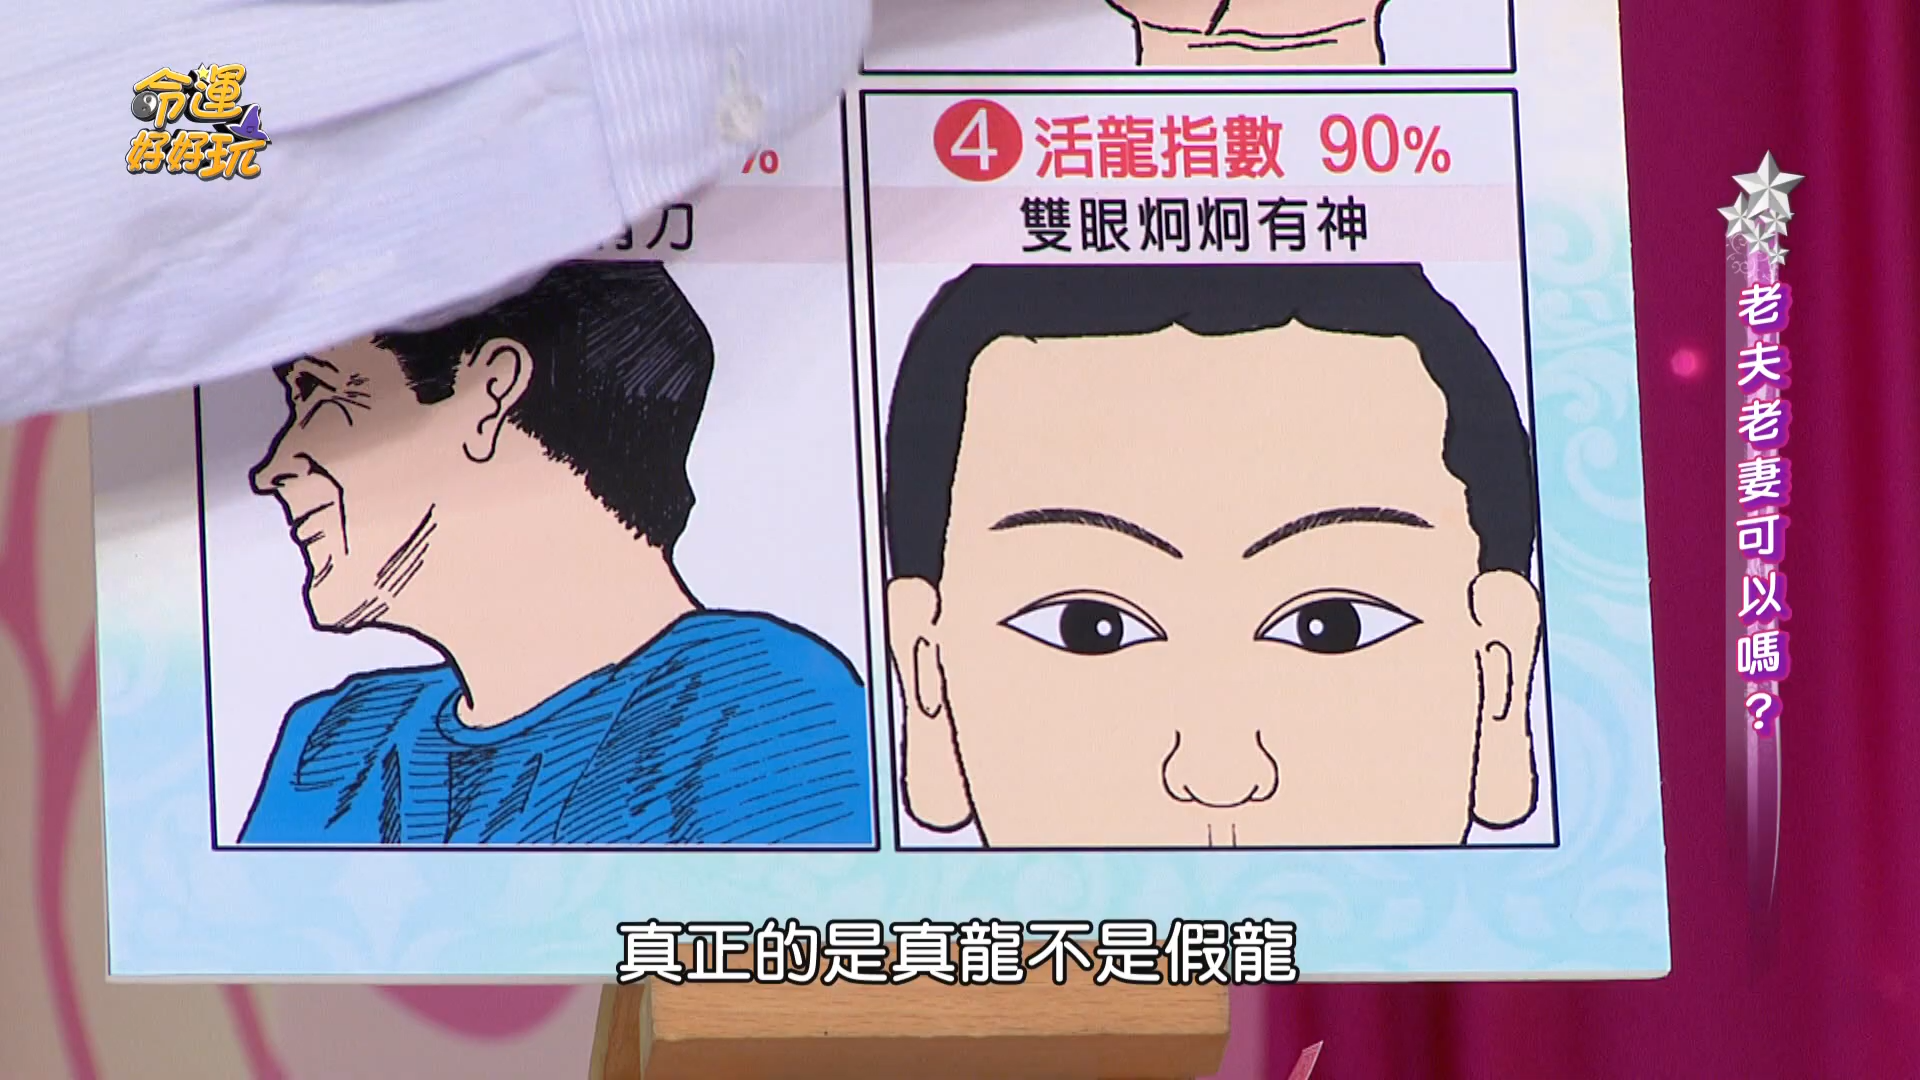 命運
好好玩
%
刀
4 活龍指數 90%
雙眼炯炯有神
老夫老妻可以嗎?
真正的是真龍不是假龍